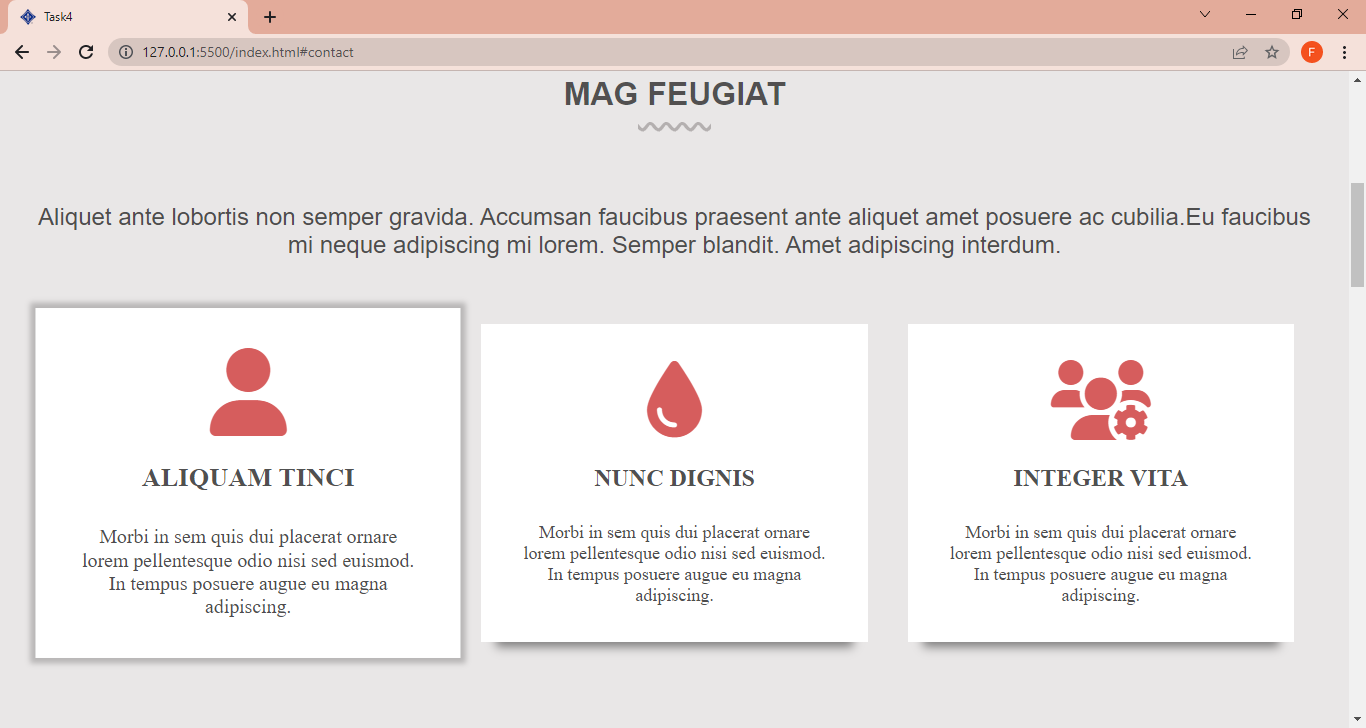 Task4
127.0.0.1:5500/index.html#contact
F
MAG FEUGIAT
Aliquet ante lobortis non semper gravida. Accumsan faucibus praesent ante aliquet amet posuere ac cubilia.Eu faucibus
mi neque adipiscing mi lorem. Semper blandit. Amet adipiscing interdum.
ALIQUAM TINCI
Morbi in sem quis dui placerat ornare
lorem pellentesque odio nisi sed euismod.
In tempus posuere augue eu magna
adipiscing.
NUNC DIGNIS
Morbi in sem quis dui placerat ornare
lorem pellentesque odio nisi sed euismod.
In tempus posuere augue eu magna
adipiscing.
INTEGER VITA
Morbi in sem quis dui placerat ornare
lorem pellentesque odio nisi sed euismod.
In tempus posuere augue eu magna
adipiscing.